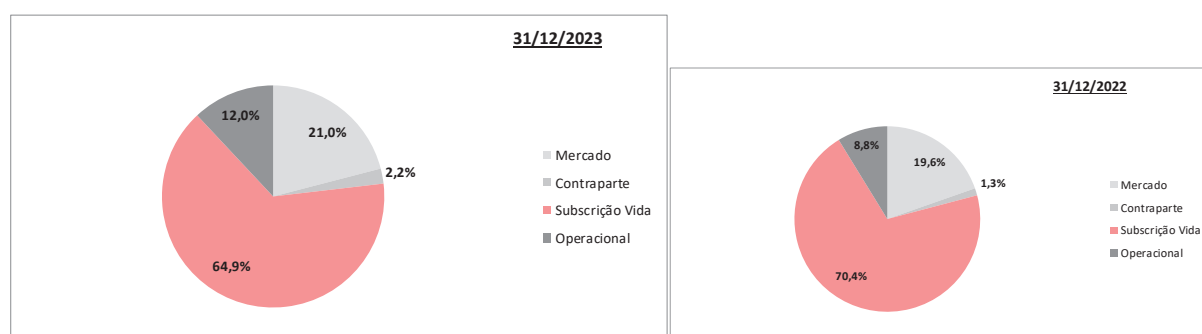 31/12/2023
12,0%
21,0%
2,2%
64,9%
Mercado
Contraparte
Subscrição Vida
Operacional
31/12/2022
8,8%
19,6%
1,3%
70,4%
Mercado
Contraparte
Subscrição Vida
Operacional